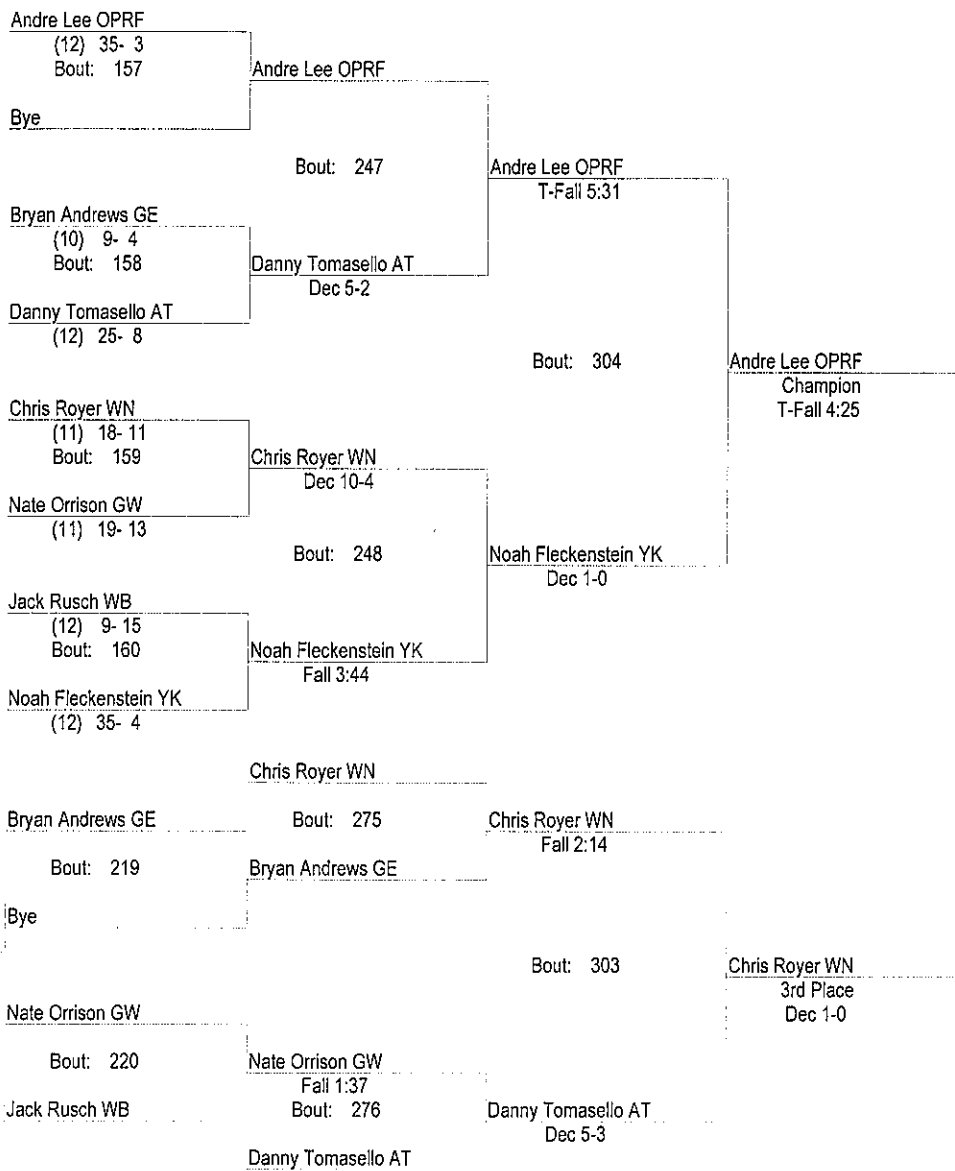 Andre Lee OPRF
(12) 35- 3
Bout: 157
Andre Lee OPRF
Bye
Bout: 247
Andre Lee OPRF
T-Fall 5:31
Bryan Andrews GE
(10) 9- 4
Bout: 158
Danny Tomasello AT
Dec 5-2
Danny Tomasello AT
(12) 25- 8
Bout: 304
Andre Lee OPRF
Champion
T-Fall 4:25
Chris Royer WN
(11) 18- 11
Bout: 159
Chris Royer WN
Dec 10-4
Nate Orrison GW
(11) 19- 13
Bout: 248
Noah Fleckenstein YK
Dec 1-0
Jack Rusch WB
(12) 9- 15
Bout: 160
Noah Fleckenstein YK
Fall 3:44
Noah Fleckenstein YK
(12) 35- 4
Chris Royer WN
Bryan Andrews GE
Bout: 275
Chris Royer WN
Fall 2:14
Bout: 219
Bryan Andrews GE
Bye
Bout: 303
Chris Royer WN
3rd Place
Dec 1-0
Nate Orrison GW
Bout: 220
Nate Orrison GW
Fall 1:37
Jack Rusch WB
Bout: 276
Danny Tomasello AT
Dec 5-3
Danny Tomasello AT